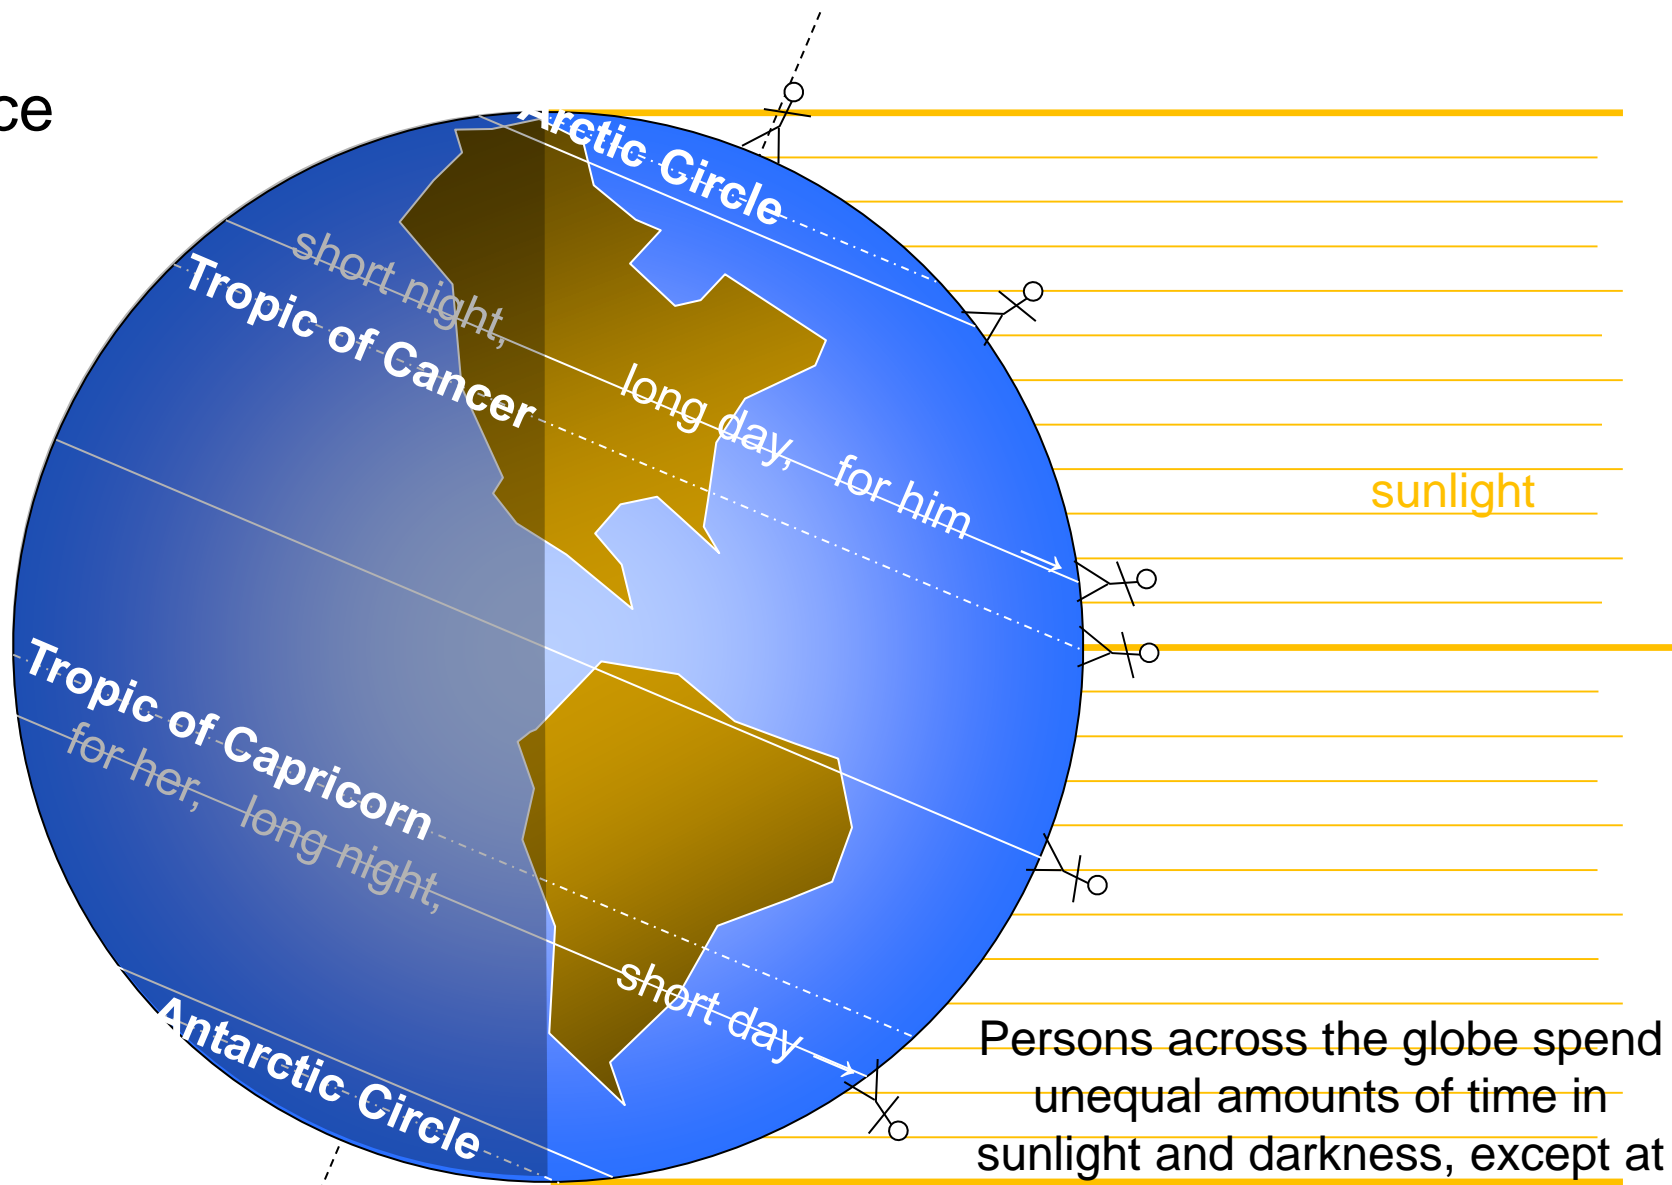 ce
Arctic Circle
short night,
Tropic of Cancer
long day, for him
sunlight
Tropic of Capricorn
for her, long night,
short day
Antarctic Circle
Persons across the globe spend
unequal amounts of time in
sunlight and darkness, except at